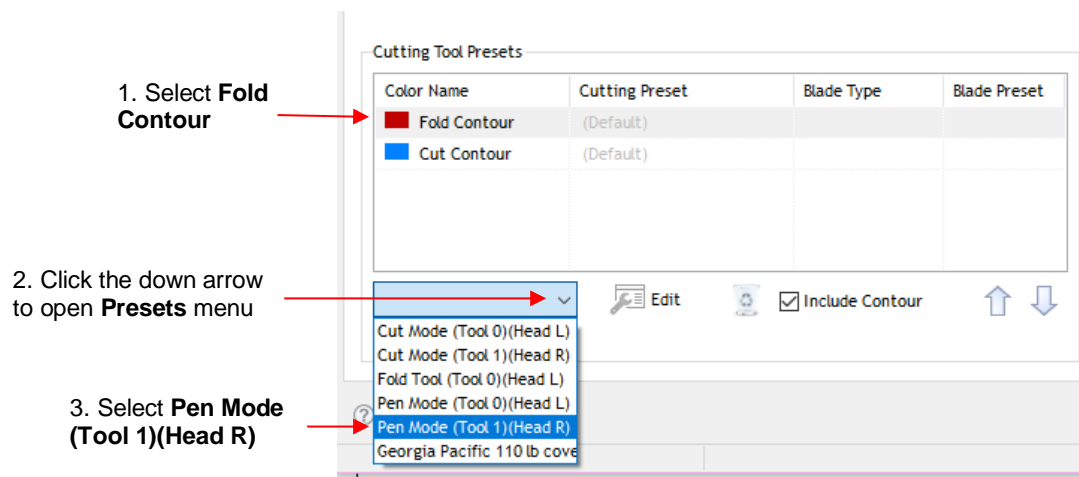 Cutting Tool Presets
Color Name Cutting Preset Blade Type Blade Preset
1. Select Fold
Contour
Fold Contour (Default)
Cut Contour (Default)
2. Click the down arrow
to open Presets menu
Edit Include Contour
Cut Mode (Tool 0)(Head L)
Cut Mode (Tool 1)(Head R)
Fold Tool (Tool 0)(Head L)
Pen Mode (Tool 0)(Head L)
3. Select Pen Mode
(Tool 1)(Head R)
?
Pen Mode (Tool 1)(Head R)
Georgia Pacific 110 lb cove